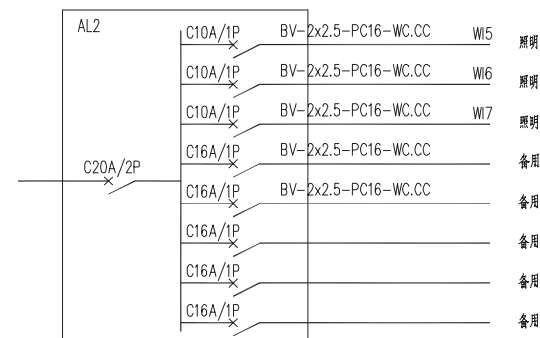 AL2
C10A/1P BV-2x2.5-PC16-WC.CC WI5 照明
C10A/1P BV-2x2.5-PC16-WC.CC WI6 照明
C10A/1P BV-2x2.5-PC16-WC.CC WI7 照明
C16A/1P BV-2x2.5-PC16-WC.CC 备用
C20A/2P
C16A/1P BV-2x2.5-PC16-WC.CC 备用
C16A/1P 备用
C16A/1P 备用
C16A/1P 备用